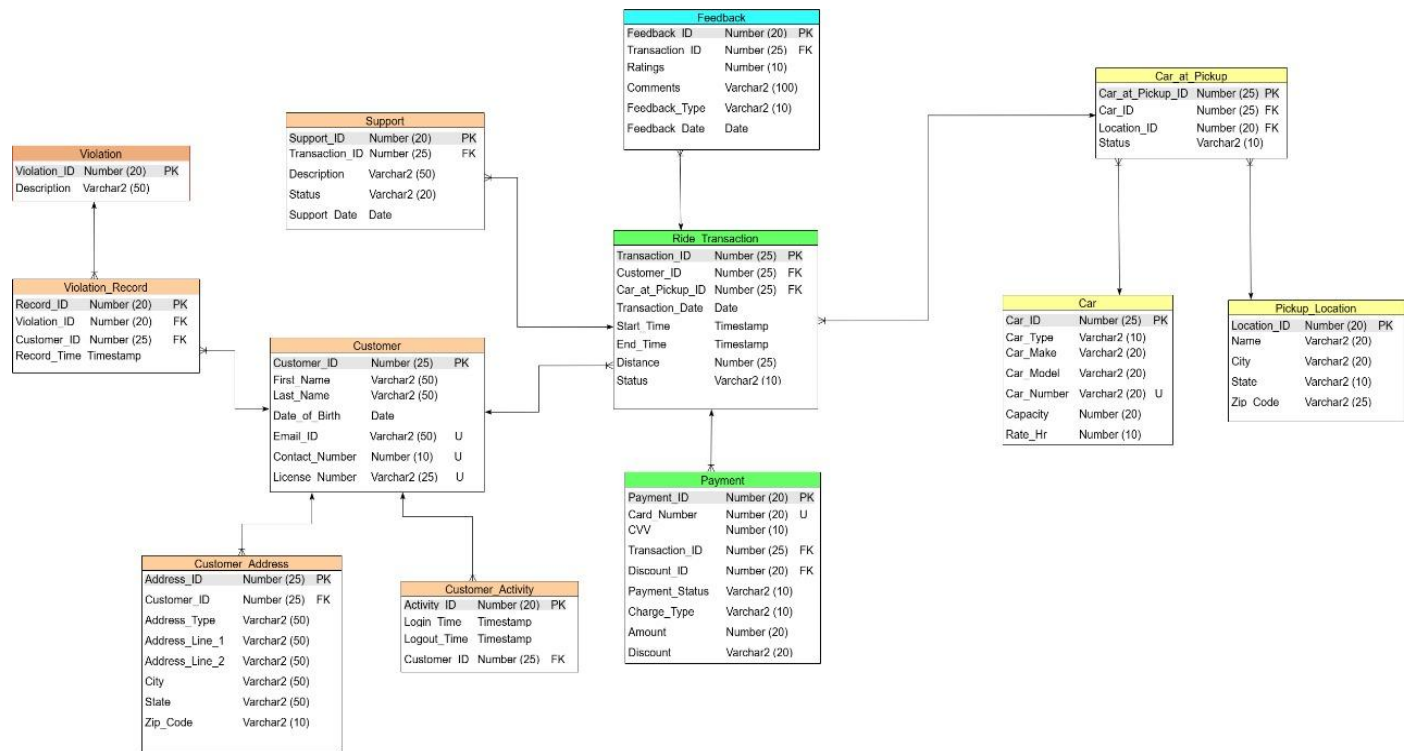 Feedback
Feedback_ID Number (20) PK
Transaction_ID Number (25) FK
Ratings Number (10)
Comments Varchar2 (100)
Feedback_Type Varchar2 (10)
Feedback Date Date
Car_at_Pickup
Car_at_Pickup_ID Number (25) PK
Car_ID Number (25) FK
Location_ID Number (20) FK
Status Varchar2 (10)
Support
Support_ID Number (20) PK
Transaction_ID Number (25) FK
Description Varchar2 (50)
Status Varchar2 (20)
Support Date Date
Violation
Violation_ID Number (20) PK
Description Varchar2 (50)
Ride Transaction
Transaction_ID Number (25) PK
Customer_ID Number (25) FK
Car_at_Pickup_ID Number (25) FK
Transaction_Date Date
Start_Time Timestamp
End_Time Timestamp
Distance Number (25)
Status Varchar2 (10)
Violation_Record
Record_ID Number (20) PK
Violation_ID Number (20) FK
Customer_ID Number (25) FK
Record_Time Timestamp
Car
Car_ID Number (25) PK
Car_Type Varchar2 (10)
Car_Make Varchar2 (20)
Car_Model Varchar2 (20)
Car_Number Varchar2 (20) U
Capacity Number (20)
Rate_Hr Number (10)
Pickup_Location
Location_ID Number (20) PK
Name Varchar2 (20)
City Varchar2 (20)
State Varchar2 (10)
Zip Code Varchar2 (25)
Customer
Customer_ID Number (25) PK
First_Name Varchar2 (50)
Last_Name Varchar2 (50)
Date_of_Birth Date
Email_ID Varchar2 (50) U
Contact_Number Number (10) U
License Number Varchar2 (25) U
Payment
Payment_ID Number (20) PK
Card Number Number (20) U
CVV Number (10)
Transaction_ID Number (25) FK
Discount_ID Number (20) FK
Payment_Status Varchar2 (10)
Charge_Type Varchar2 (10)
Amount Number (20)
Discount Varchar2 (20)
Customer Address
Address_ID Number (25) PK
Customer_ID Number (25) FK
Address_Type Varchar2 (50)
Address_Line_1 Varchar2 (50)
Address_Line_2 Varchar2 (50)
City Varchar2 (50)
State Varchar2 (50)
Zip_Code Varchar2 (10)
Customer_Activity
Activity ID Number (20) PK
Login Time Timestamp
Logout_Time Timestamp
Customer ID Number (25) FK